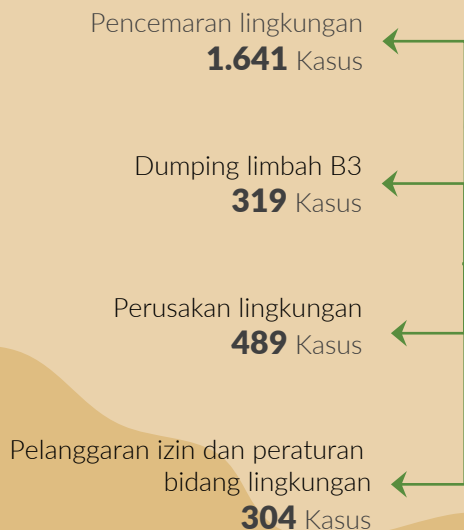 Pencemaran lingkungan
1.641 Kasus
Dumping limbah B3
319 Kasus
Perusakan lingkungan
489 Kasus
Pelanggaran izin dan peraturan
bidang lingkungan
304 Kasus